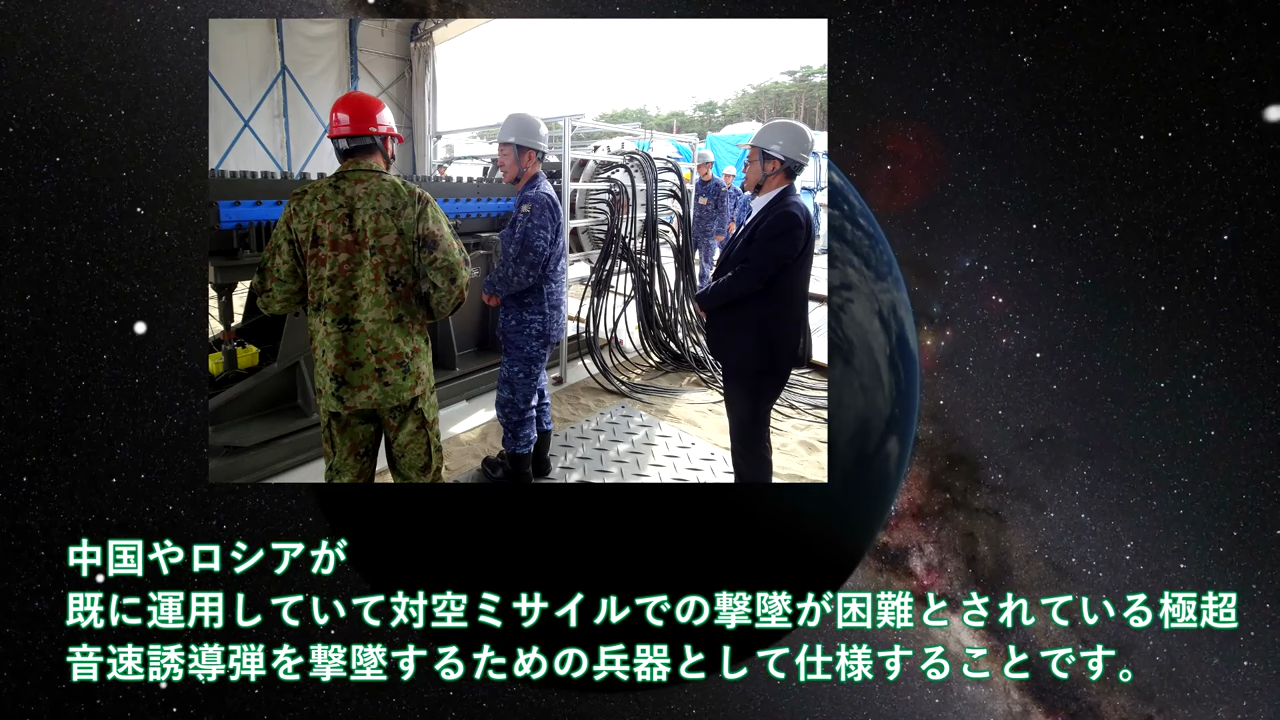 中国やロシアが
既に運用していて対空ミサイルでの撃墜が困難とされている極超
音速誘導弾を撃墜するための兵器として仕様することです。